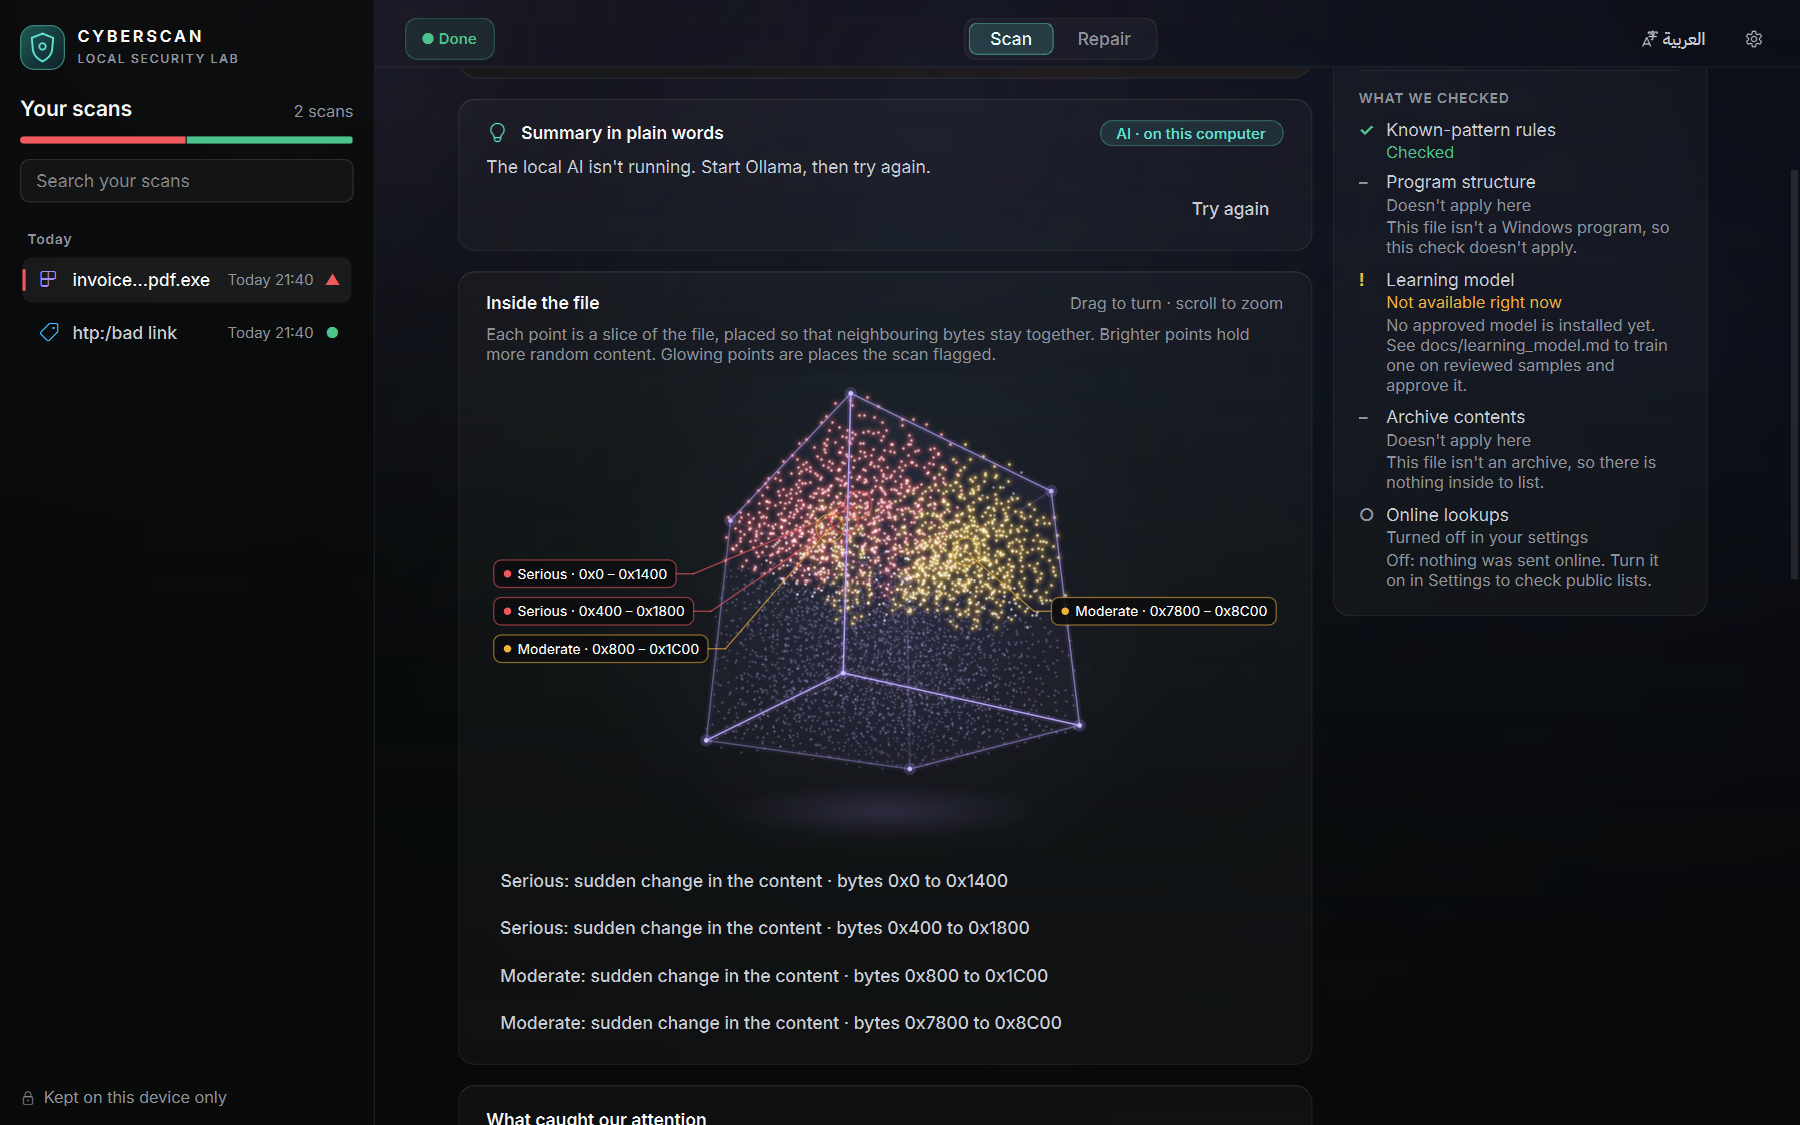 CYBERSCAN
LOCAL SECURITY LAB
Your scans
2 scans
Search your scans
Today
invoice...pdf.exe
Today 21:40
htp:/bad link
Today 21:40
Kept on this device only
Done
Scan
Repair
العربية
Summary in plain words
AI · on this computer
The local AI isn't running. Start Ollama, then try again.
Try again
Inside the file
Drag to turn · scroll to zoom
Each point is a slice of the file, placed so that neighbouring bytes stay together. Brighter points hold
more random content. Glowing points are places the scan flagged.
Serious · 0x0 – 0x1400
Serious · 0x400 – 0x1800
Moderate · 0x800 – 0x1C00
Moderate · 0x7800 – 0x8C00
Serious: sudden change in the content · bytes 0x0 to 0x1400
Serious: sudden change in the content · bytes 0x400 to 0x1800
Moderate: sudden change in the content · bytes 0x800 to 0x1C00
Moderate: sudden change in the content · bytes 0x7800 to 0x8C00
What caught our attention
WHAT WE CHECKED
Known-pattern rules
Checked
Program structure
Doesn't apply here
This file isn't a Windows program, so
this check doesn't apply.
Learning model
Not available right now
No approved model is installed yet.
See docs/learning_model.md to train
one on reviewed samples and
approve it.
Archive contents
Doesn't apply here
This file isn't an archive, so there is
nothing inside to list.
Online lookups
Turned off in your settings
Off: nothing was sent online. Turn it
on in Settings to check public lists.